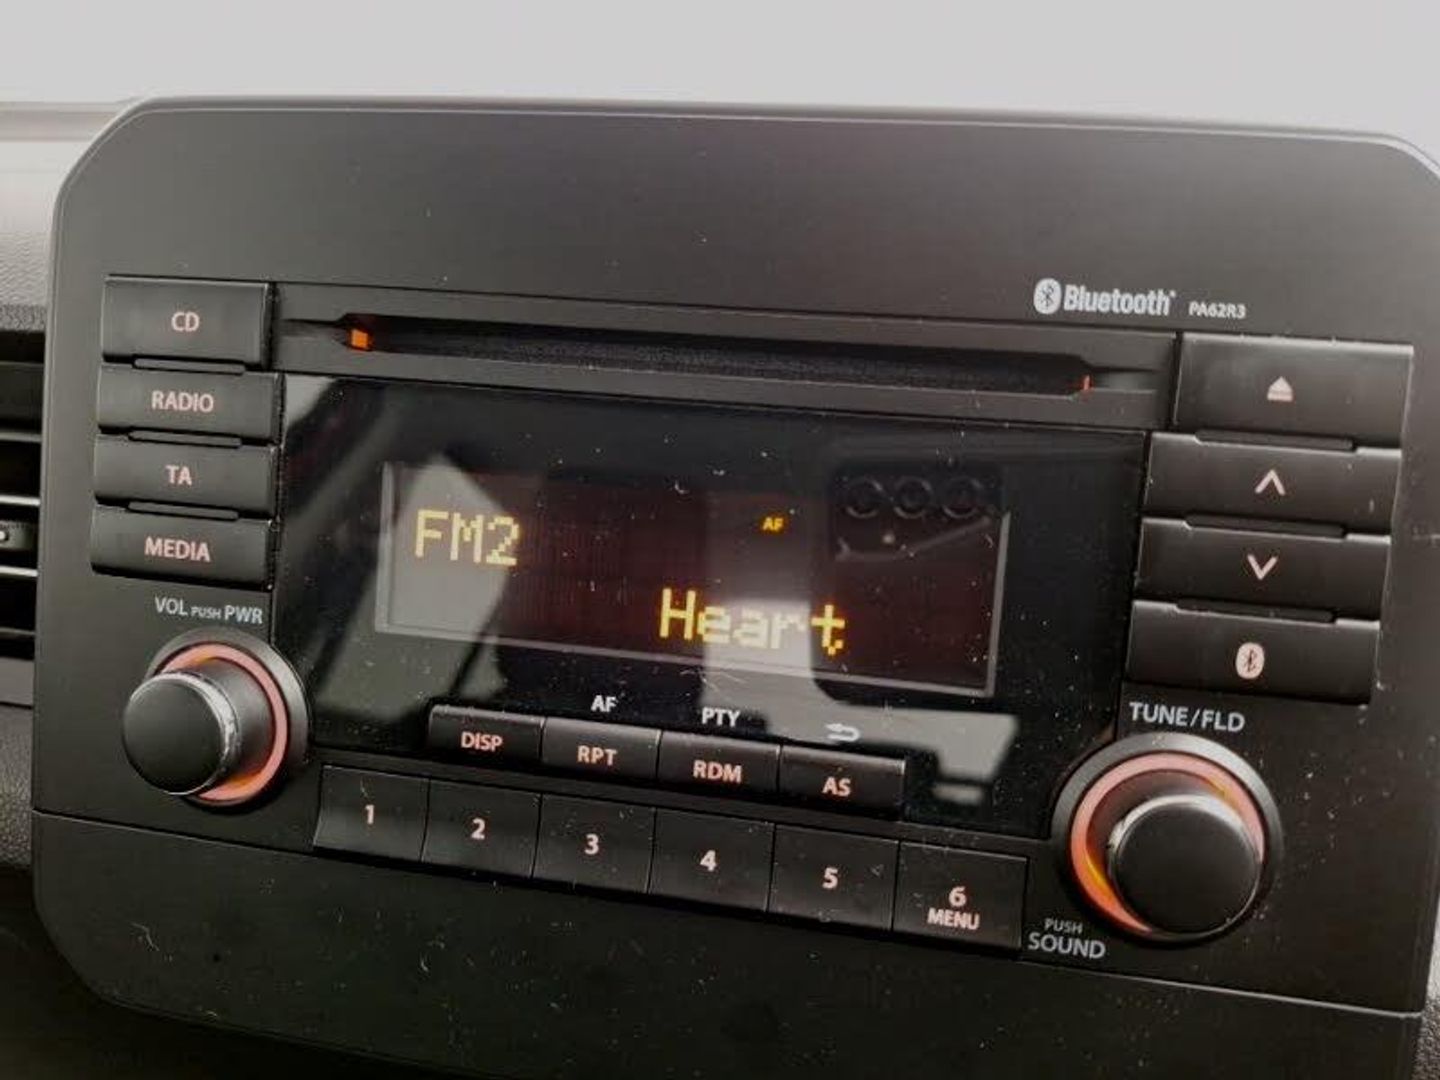 Bluetooth® PA62R3
CD
RADIO
TA
MEDIA
VOL PUSH PWR
FM2
AF
Heart
TUNE/FLD
AF
PTY
DISP
RPT
RDM
AS
1
2
3
4
5
6
MENU
PUSH
SOUND